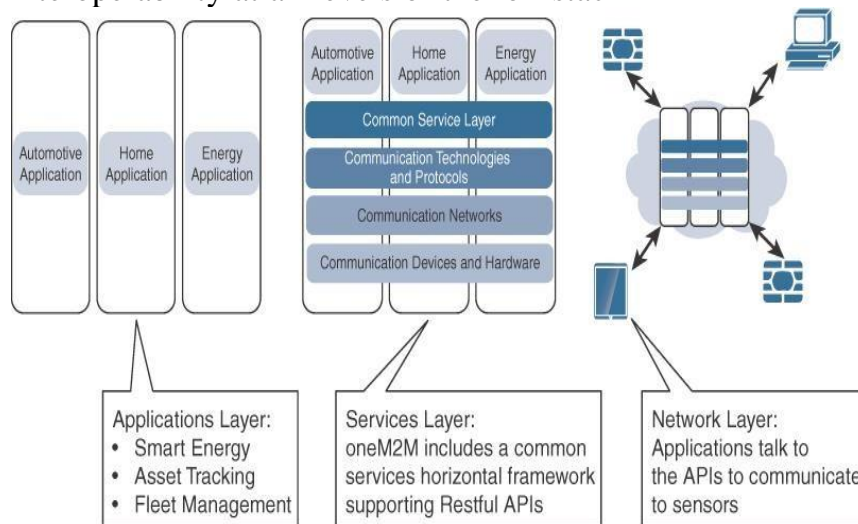 Automotive
Application
Home
Application
Energy
Application
Automotive
Application
Home
Application
Energy
Application
Common Service Layer
Communication Technologies
and Protocols
Communication Networks
Communication Devices and Hardware
Applications Layer:
• Smart Energy
• Asset Tracking
• Fleet Management
Services Layer:
oneM2M includes a common
services horizontal framework
supporting Restful APIs
Network Layer:
Applications talk to
the APIs to communicate
to sensors